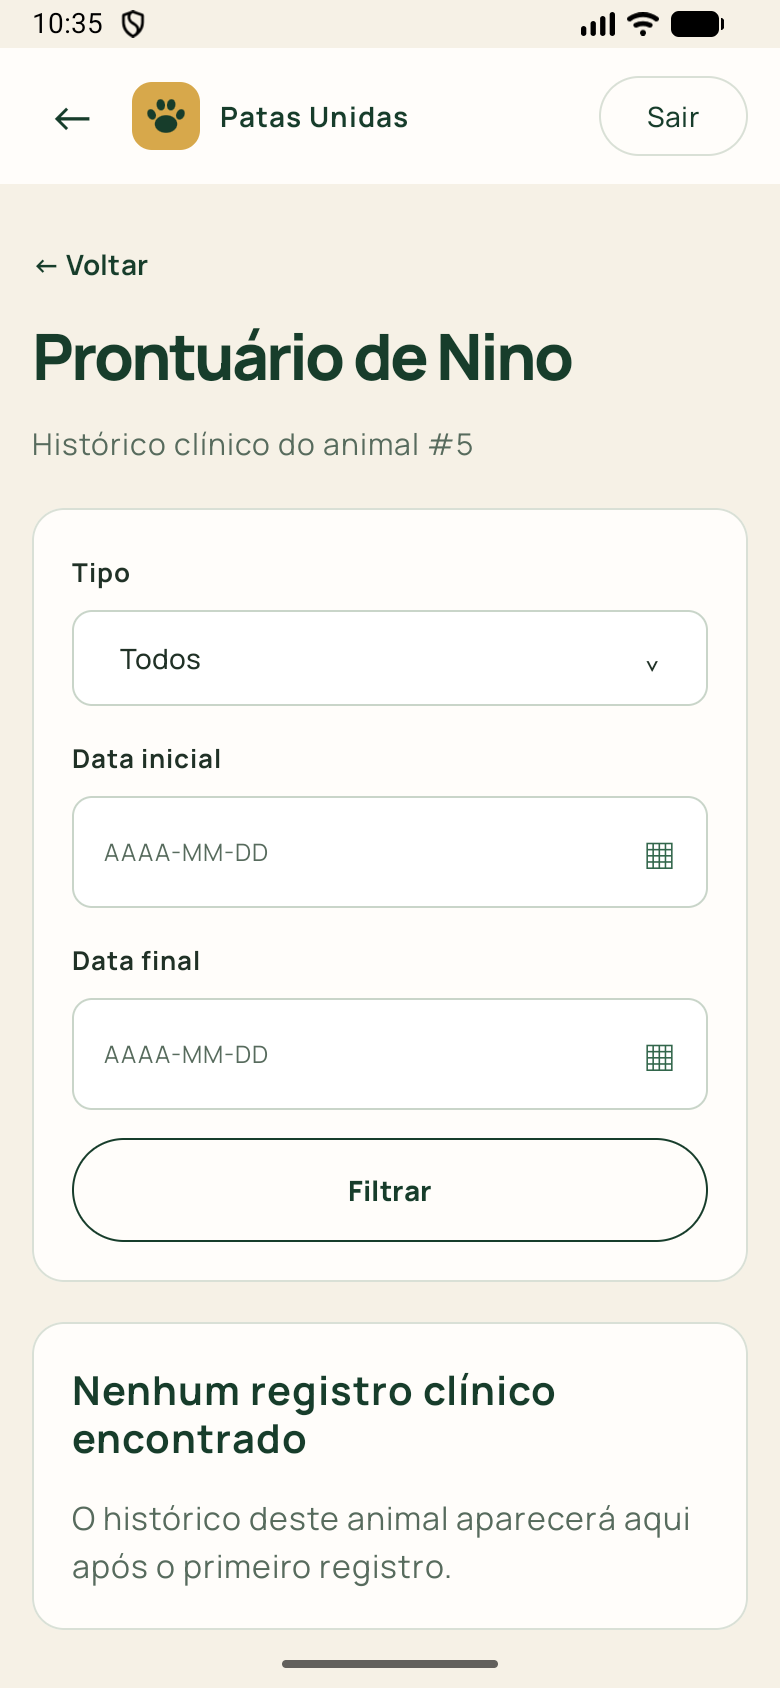 10:35
← Patas Unidas Sair
← Voltar
Prontuário de Nino
Histórico clínico do animal #5
Tipo
Todos
Data inicial
AAAA-MM-DD
Data final
AAAA-MM-DD
Filtrar
Nenhum registro clínico
encontrado
O histórico deste animal aparecerá aqui
após o primeiro registro.